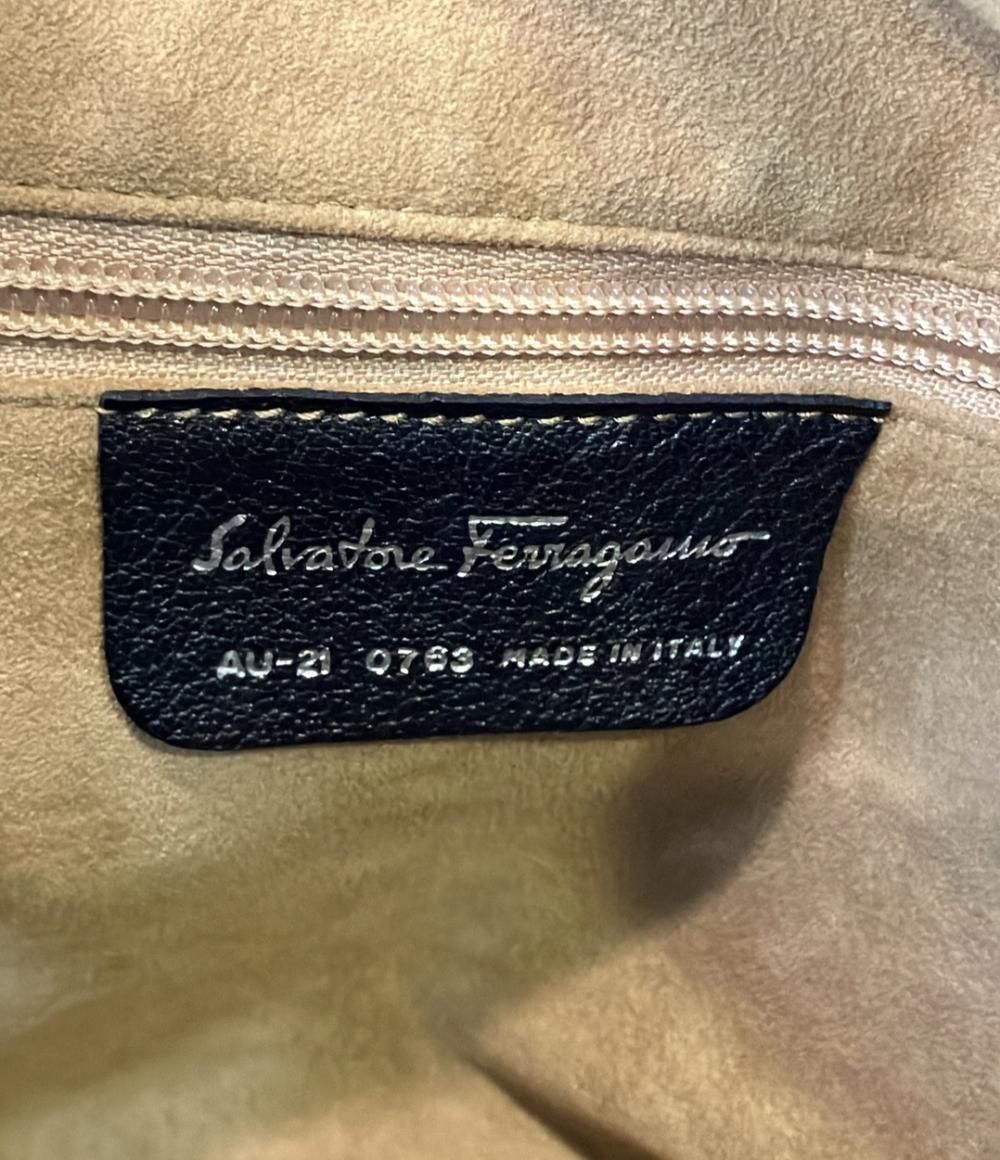 Salvatore Ferragamo
AU-21 0763 MADE IN ITALY